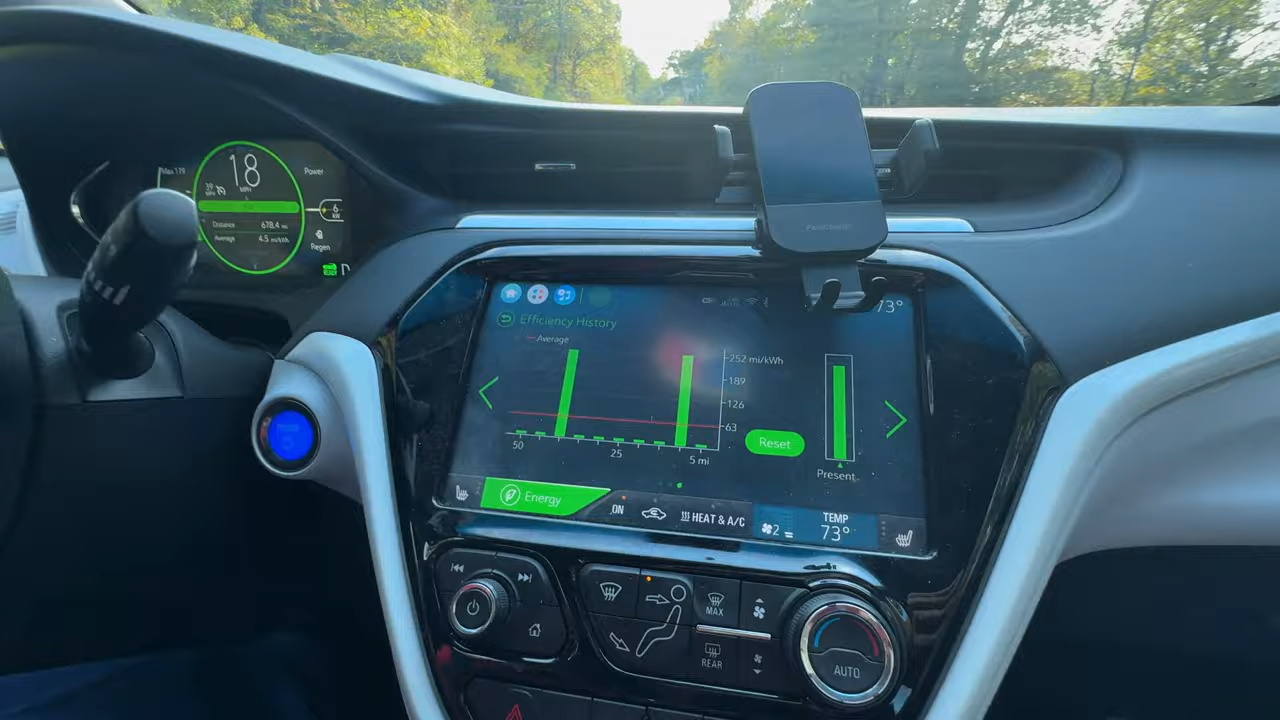 Max 179
18
MPH
Power
6
kW
Distance 678.4 mi
Average 4.5 mi/kWh
Regen
73°
Efficiency History
Average
252 mi/kWh
189
126
63
50
25
5 mi
Reset
Present
Energy
ON
HEAT & A/C
2
TEMP
73°
MAX
REAR
AUTO